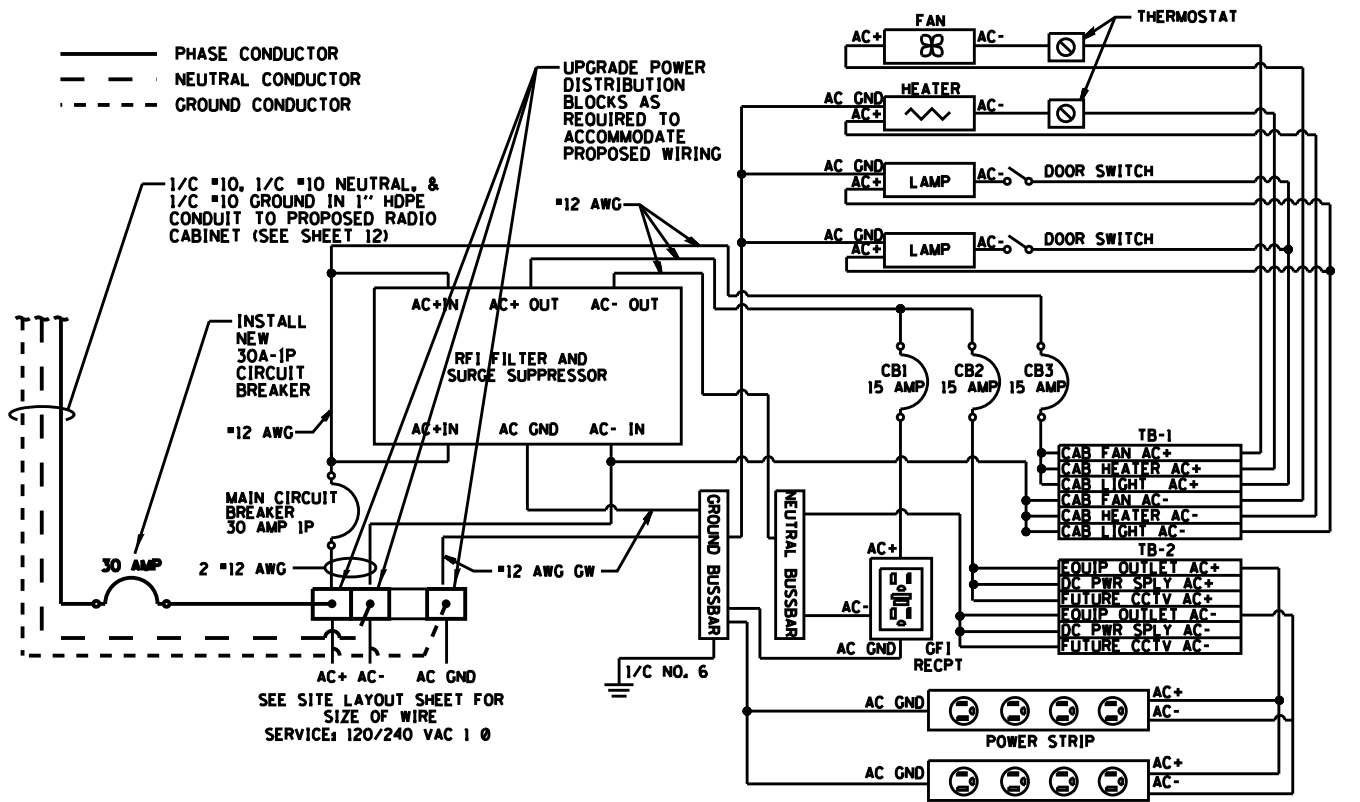 PHASE CONDUCTOR
NEUTRAL CONDUCTOR
GROUND CONDUCTOR
UPGRADE POWER
DISTRIBUTION
BLOCKS AS
REQUIRED TO
ACCOMMODATE
PROPOSED WIRING
1/C #10, 1/C #10 NEUTRAL, &
1/C #10 GROUND IN 1" HDPE
CONDUIT TO PROPOSED RADIO
CABINET (SEE SHEET 12)
#12 AWG
INSTALL
NEW
30A-1P
CIRCUIT
BREAKER
#12 AWG
AC+IN
AC+ OUT
AC- OUT
RFI FILTER AND
SURGE SUPPRESSOR
AC+IN
AC GND
AC- IN
MAIN CIRCUIT
BREAKER
30 AMP 1P
30 AMP
2 #12 AWG
#12 AWG GW
AC+ AC- AC GND
SEE SITE LAYOUT SHEET FOR
SIZE OF WIRE
SERVICE: 120/240 VAC 1 Ø
GROUND BUSSBAR
NEUTRAL BUSSBAR
1/C NO. 6
FAN
AC+
AC-
THERMOSTAT
HEATER
AC GND
AC+
AC-
AC GND
AC+
LAMP
AC-
DOOR SWITCH
AC GND
AC+
LAMP
AC-
DOOR SWITCH
CB1
15 AMP
CB2
15 AMP
CB3
15 AMP
TB-1
CAB FAN AC+
CAB HEATER AC+
CAB LIGHT AC+
CAB FAN AC-
CAB HEATER AC-
CAB LIGHT AC-
TB-2
EQUIP OUTLET AC+
DC PWR SPLY AC+
FUTURE CCTV AC+
EQUIP OUTLET AC-
DC PWR SPLY AC-
FUTURE CCTV AC-
AC+
AC-
AC GND
GFI
RECPT
AC GND
AC+
AC-
POWER STRIP
AC GND
AC+
AC-